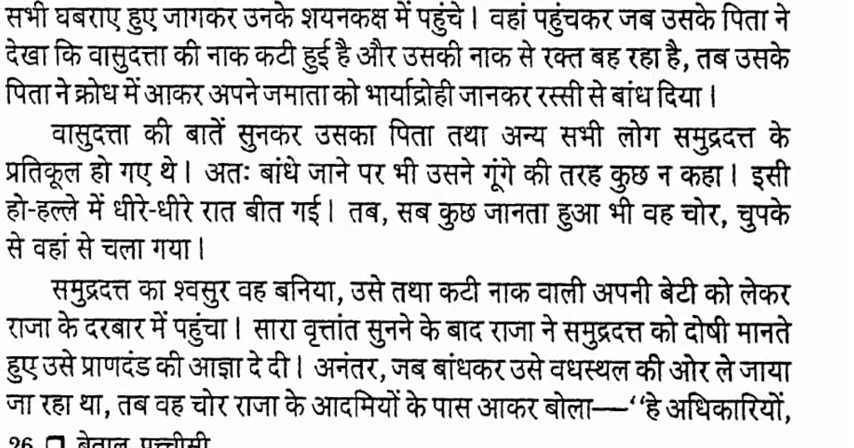 सभी घबराए हुए जागकर उनके शयनकक्ष में पहुंचे। वहां पहुंचकर जब उसके पिता ने
देखा कि वासुदत्ता की नाक कटी हुई है और उसकी नाक से रक्त बह रहा है, तब उसके
पिता ने क्रोध में आकर अपने जमाता को भार्याद्रोही जानकर रस्सी से बांध दिया।
वासुदत्ता की बातें सुनकर उसका पिता तथा अन्य सभी लोग समुद्रदत्त के
प्रतिकूल हो गए थे। अतः बांधे जाने पर भी उसने गूंगे की तरह कुछ न कहा। इसी
हो-हल्ले में धीरे-धीरे रात बीत गई। तब, सब कुछ जानता हुआ भी वह चोर, चुपके
से वहां से चला गया।
समुद्रदत्त का श्वसुर वह बनिया, उसे तथा कटी नाक वाली अपनी बेटी को लेकर
राजा के दरबार में पहुंचा। सारा वृत्तांत सुनने के बाद राजा ने समुद्रदत्त को दोषी मानते
हुए उसे प्राणदंड की आज्ञा दे दी। अनंतर, जब बांधकर उसे वधस्थल की ओर ले जाया
जा रहा था, तब वह चोर राजा के आदमियों के पास आकर बोला—‘‘हे अधिकारियों,
26 ❏ बेताल पच्चीसी